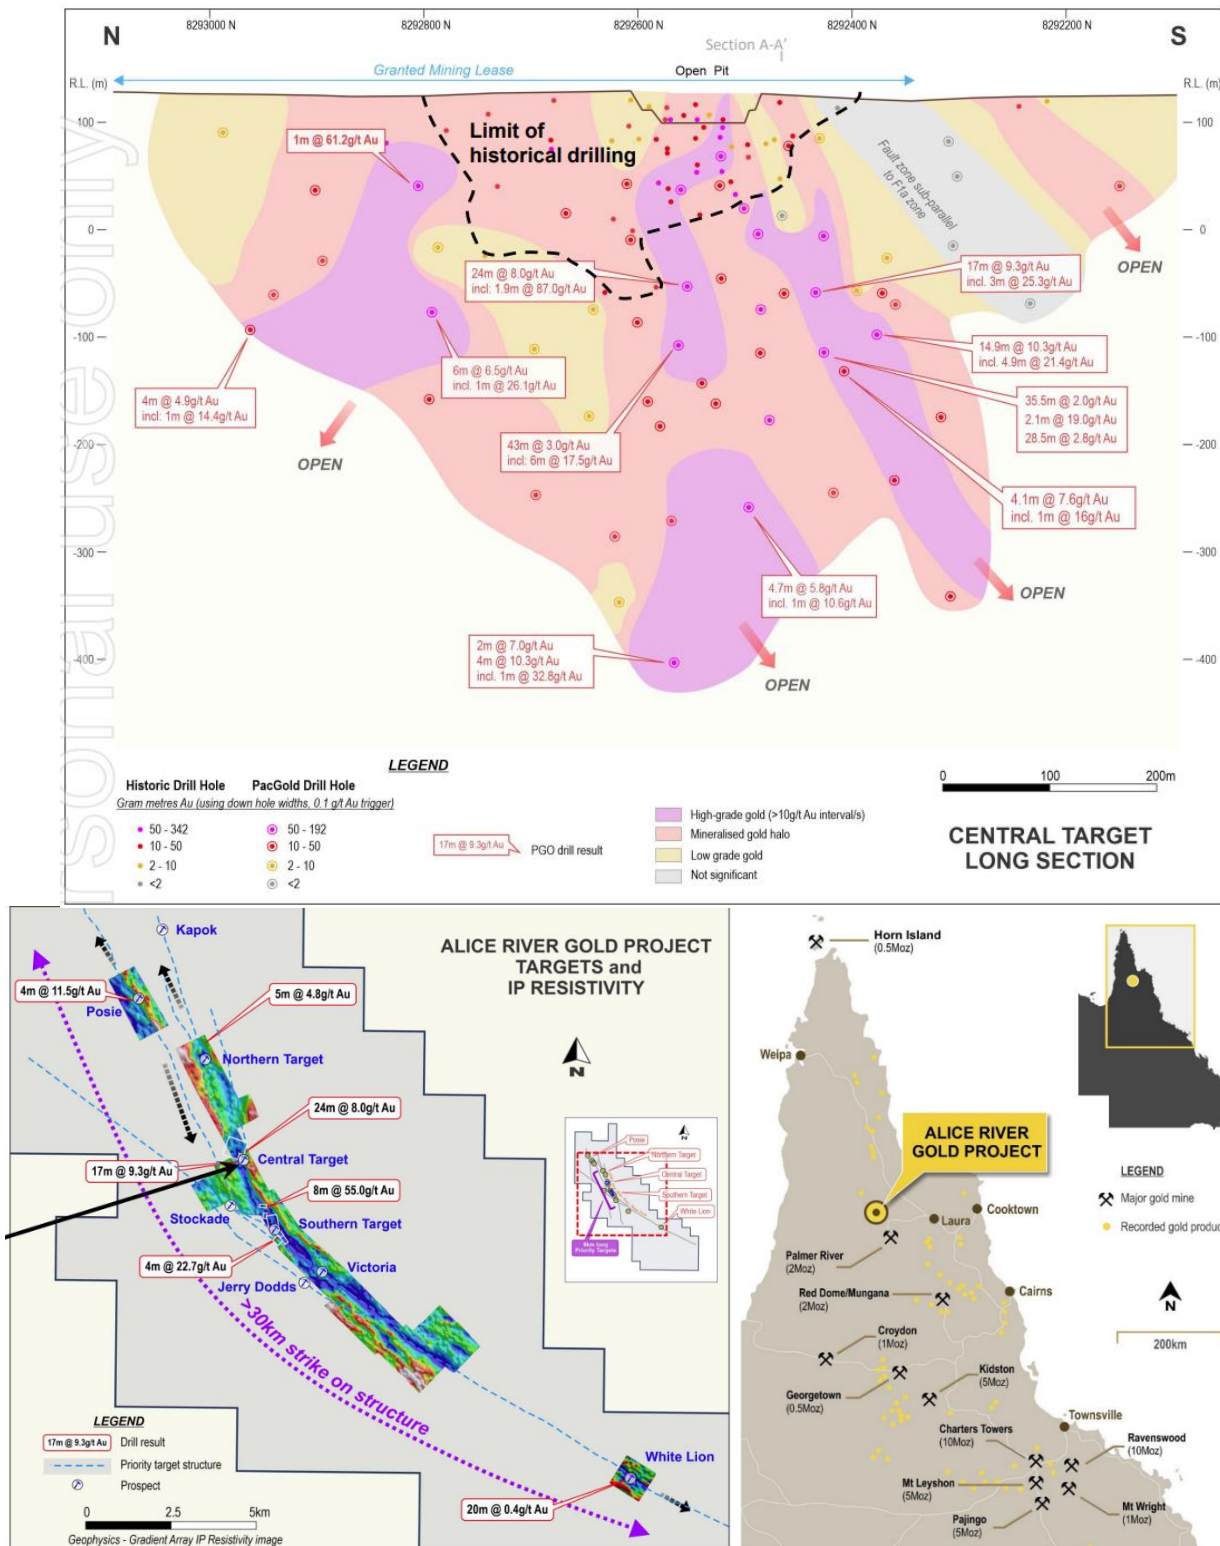 8293000 N
8292800 N
8292600 N
8292400 N
8292200 N
N
Section A-A'
S
Granted Mining Lease
Open Pit
R.L. (m)
R.L. (m)
100
100
0
0
-100
-100
-200
-200
-300
-300
-400
-400
Limit of
historical drilling
Fault zone sub-parallel
to F1a zone
1m @ 61.2g/t Au
24m @ 8.0g/t Au
incl: 1.9m @ 87.0g/t Au
17m @ 9.3g/t Au
incl. 3m @ 25.3g/t Au
OPEN
14.9m @ 10.3g/t Au
incl. 4.9m @ 21.4g/t Au
6m @ 6.5g/t Au
incl. 1m @ 26.1g/t Au
4m @ 4.9g/t Au
incl: 1m @ 14.4g/t Au
35.5m @ 2.0g/t Au
2.1m @ 19.0g/t Au
28.5m @ 2.8g/t Au
43m @ 3.0g/t Au
incl: 6m @ 17.5g/t Au
OPEN
4.1m @ 7.6g/t Au
incl. 1m @ 16g/t Au
4.7m @ 5.8g/t Au
incl. 1m @ 10.6g/t Au
OPEN
2m @ 7.0g/t Au
4m @ 10.3g/t Au
incl. 1m @ 32.8g/t Au
OPEN
rsonal use only
LEGEND
Historic Drill Hole
PacGold Drill Hole
Gram metres Au (using down hole widths, 0.1 g/t Au trigger)
50 - 342
50 - 192
10 - 50
10 - 50
2 - 10
2 - 10
<2
<2
17m @ 9.3g/t Au
PGO drill result
High-grade gold (>10g/t Au interval/s)
Mineralised gold halo
Low grade gold
Not significant
0
100
200m
CENTRAL TARGET
LONG SECTION
ALICE RIVER GOLD PROJECT
TARGETS and
IP RESISTIVITY
Kapok
4m @ 11.5g/t Au
Posie
5m @ 4.8g/t Au
Northern Target
N
24m @ 8.0g/t Au
Central Target
17m @ 9.3g/t Au
8m @ 55.0g/t Au
Stockade
Southern Target
4m @ 22.7g/t Au
Victoria
Jerry Dodds
>30km strike on structure
White Lion
20m @ 0.4g/t Au
N
Posie
Northern Target
Central Target
Southern Target
White Lion
Priority Targets
LEGEND
17m @ 9.3g/t Au
Drill result
Priority target structure
Prospect
0
2.5
5km
Geophysics - Gradient Array IP Resistivity image
Horn Island
(0.5Moz)
Weipa
ALICE RIVER
GOLD PROJECT
LEGEND
Major gold mine
Recorded gold produc
Laura
Cooktown
Palmer River
(2Moz)
Red Dome/Mungana
(2Moz)
Cairns
N
200km
Croydon
(1Moz)
Georgetown
(0.5Moz)
Kidston
(5Moz)
Townsville
Charters Towers
(10Moz)
Ravenswood
(10Moz)
Mt Leyshon
(5Moz)
Mt Wright
(1Moz)
Pajingo
(5Moz)